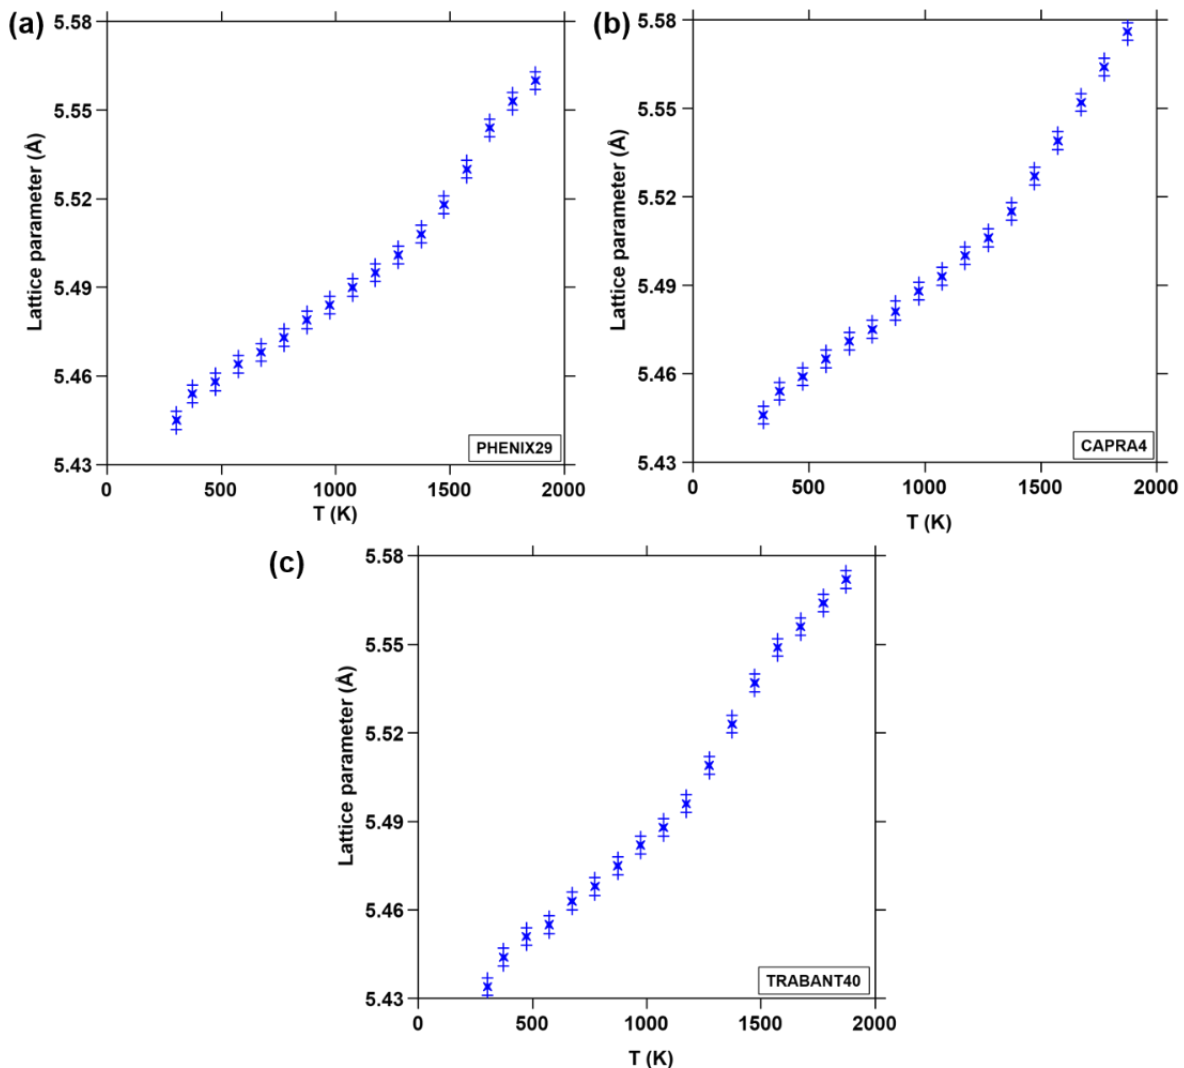 (a)
5.58
5.55
5.52
5.49
5.46
5.43
Lattice parameter (Å)
PHENIX29
0 500 1000 1500 2000
T (K)
(b)
5.58
5.55
5.52
5.49
5.46
5.43
Lattice parameter (Å)
CAPRA4
0 500 1000 1500 2000
T (K)
(c)
5.58
5.55
5.52
5.49
5.46
5.43
Lattice parameter (Å)
TRABANT40
0 500 1000 1500 2000
T (K)